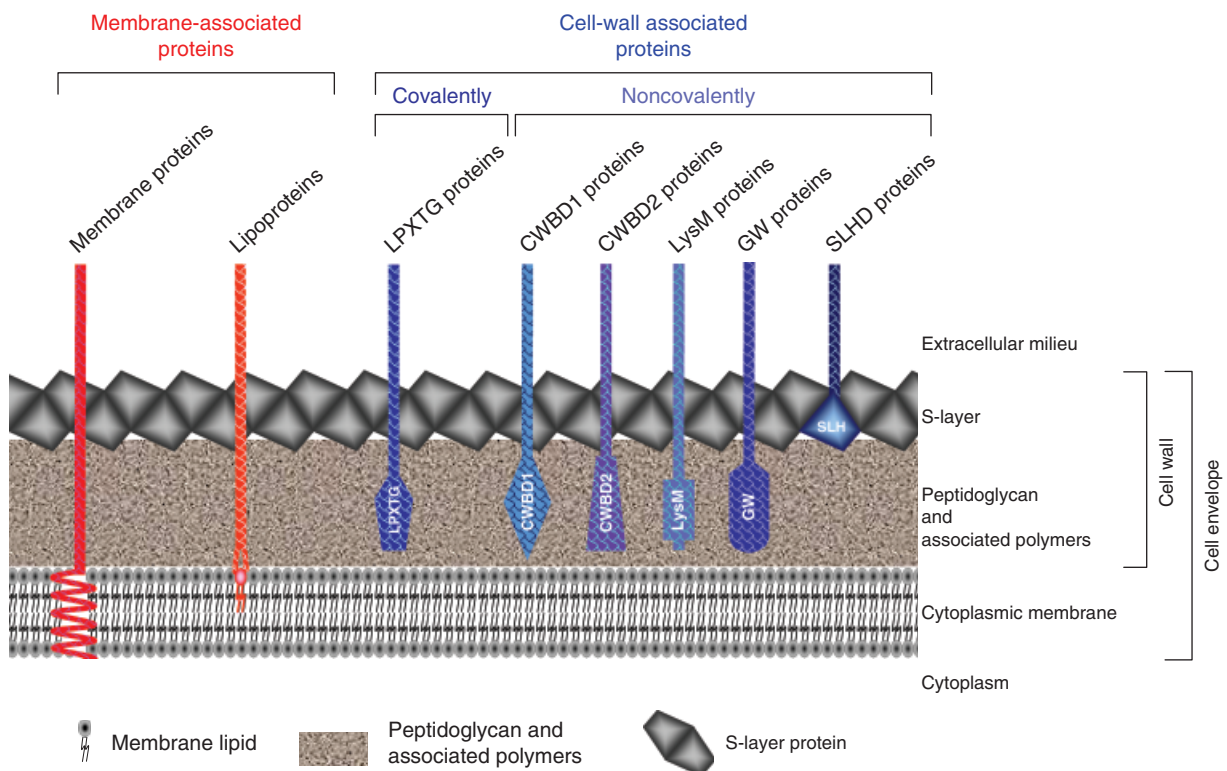 Membrane-associated
proteins
Cell-wall associated
proteins
Covalently
Noncovalently
Membrane proteins
Lipoproteins
LPXTG proteins
CWBD1 proteins
CWBD2 proteins
LysM proteins
GW proteins
SLHD proteins
Extracellular milieu
S-layer
SLH
LPXTG
CWBD1
CWBD2
LysM
GW
Peptidoglycan
and
associated polymers
Cell wall
Cell envelope
Cytoplasmic membrane
Cytoplasm
Membrane lipid
Peptidoglycan and
associated polymers
S-layer protein